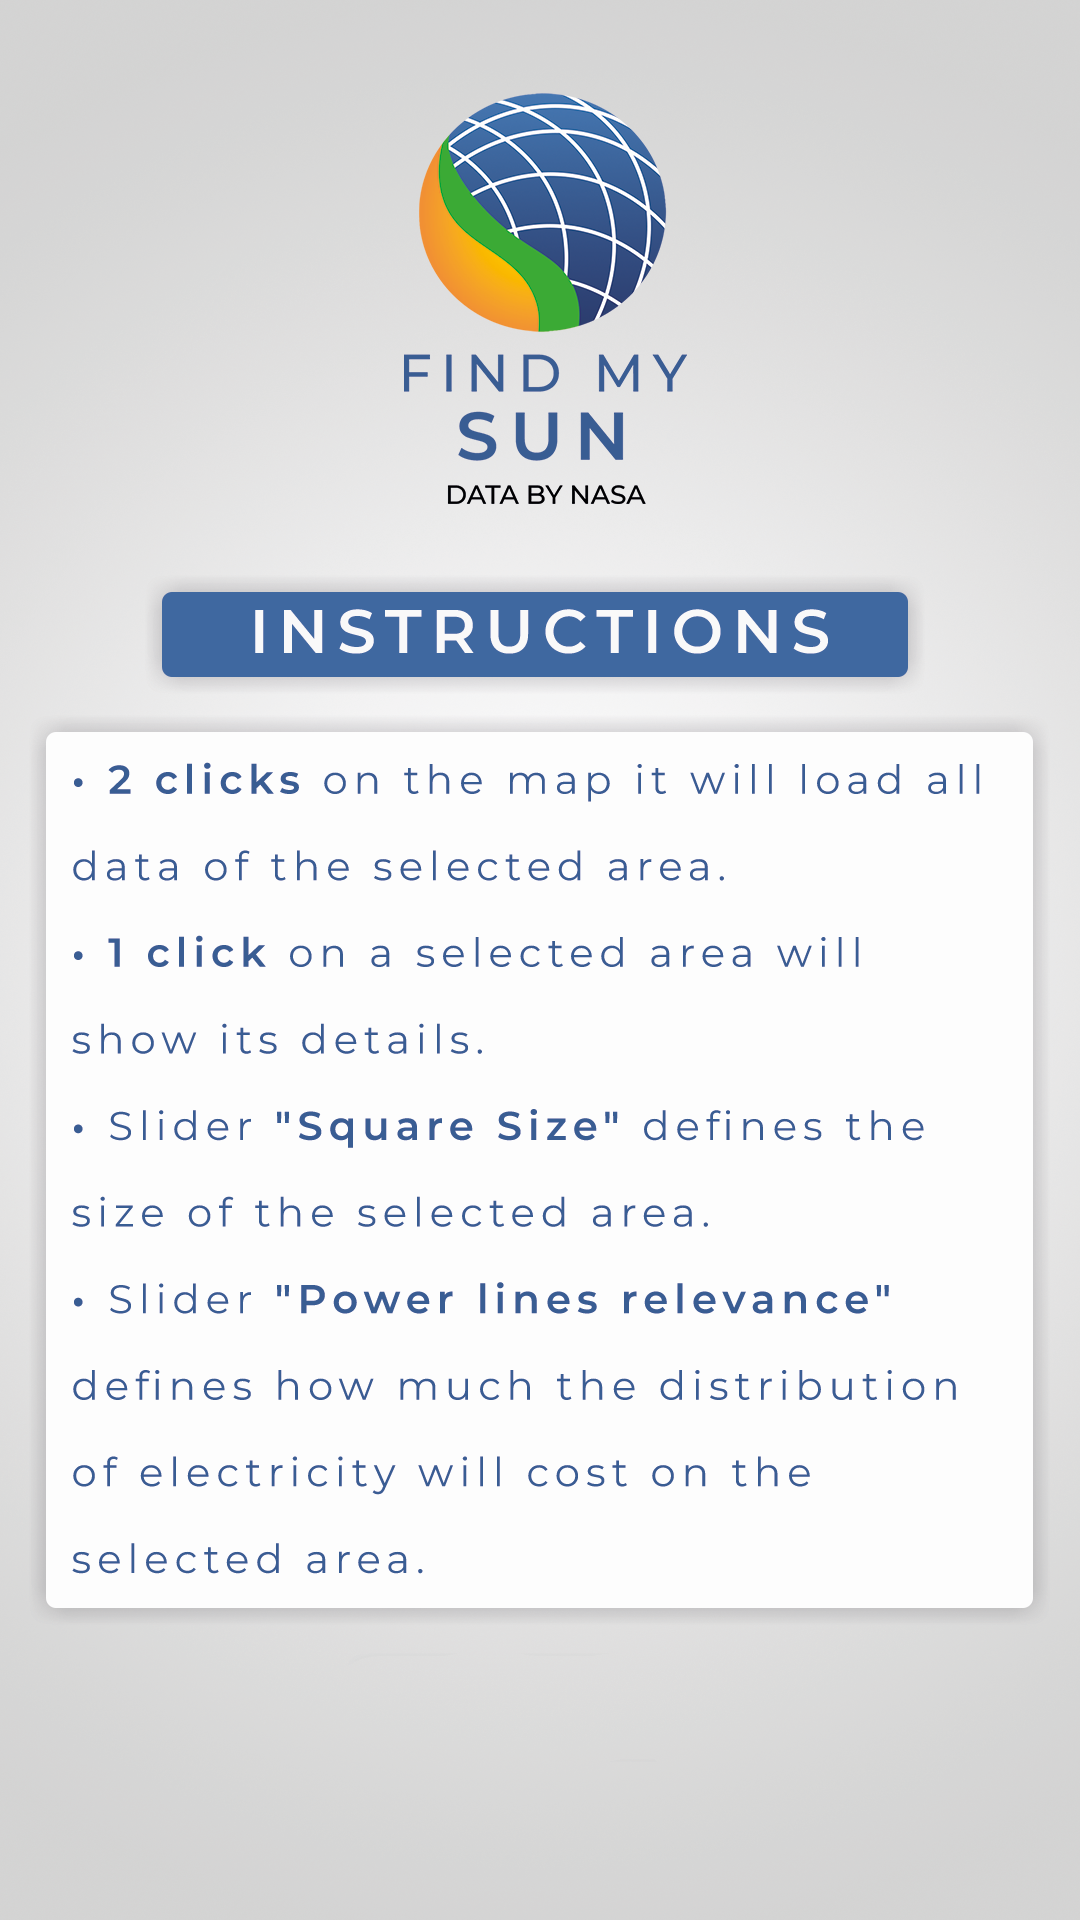 FIND MY
SUN
DATA BY NASA
INSTRUCTIONS
• 2 clicks on the map it will load all
data of the selected area.
• 1 click on a selected area will
show its details.
• Slider "Square Size" defines the
size of the selected area.
• Slider "Power lines relevance"
defines how much the distribution
of electricity will cost on the
selected area.